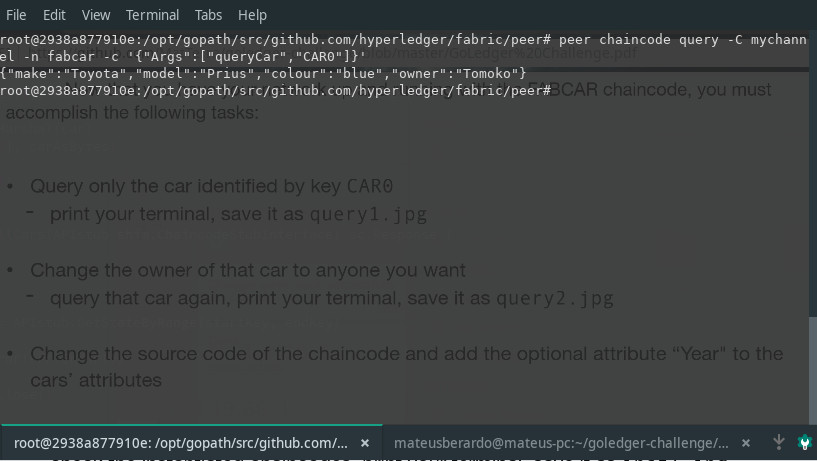 File Edit View Terminal Tabs Help
root@2938a877910e:/opt/gopath/src/github.com/hyperledger/fabric/peer# peer chaincode query -C mychann
el -n fabcar -c '{"Args":["queryCar","CAR0"]}'
{"make":"Toyota","model":"Prius","colour":"blue","owner":"Tomoko"}
root@2938a877910e:/opt/gopath/src/github.com/hyperledger/fabric/peer#
chaincode, you must
accomplish the following tasks:
• Query only the car identified by key CAR0
- print your terminal, save it as query1.jpg
• Change the owner of that car to anyone you want
- query that car again, print your terminal, save it as query2.jpg
• Change the source code of the chaincode and add the optional attribute “Year" to the
cars’ attributes
root@2938a877910e: /opt/gopath/src/github.com/... × mateusberardo@mateus-pc:~/goledger-challenge/... ×